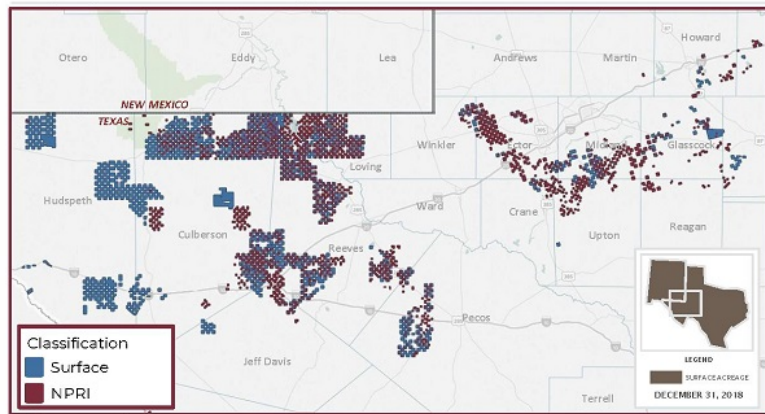 Otero
Eddy
Lea
Andrews
Martin
Howard
NEW MEXICO
TEXAS
Winkler
Ector
Midland
Glasscock
Loving
Hudspeth
Ward
Crane
Culberson
Reeves
Upton
Reagan
Pecos
Jeff Davis
Terrell
Classification
Surface
NPRI
LEGEND
SURFACE ACREAGE
DECEMBER 31, 2018